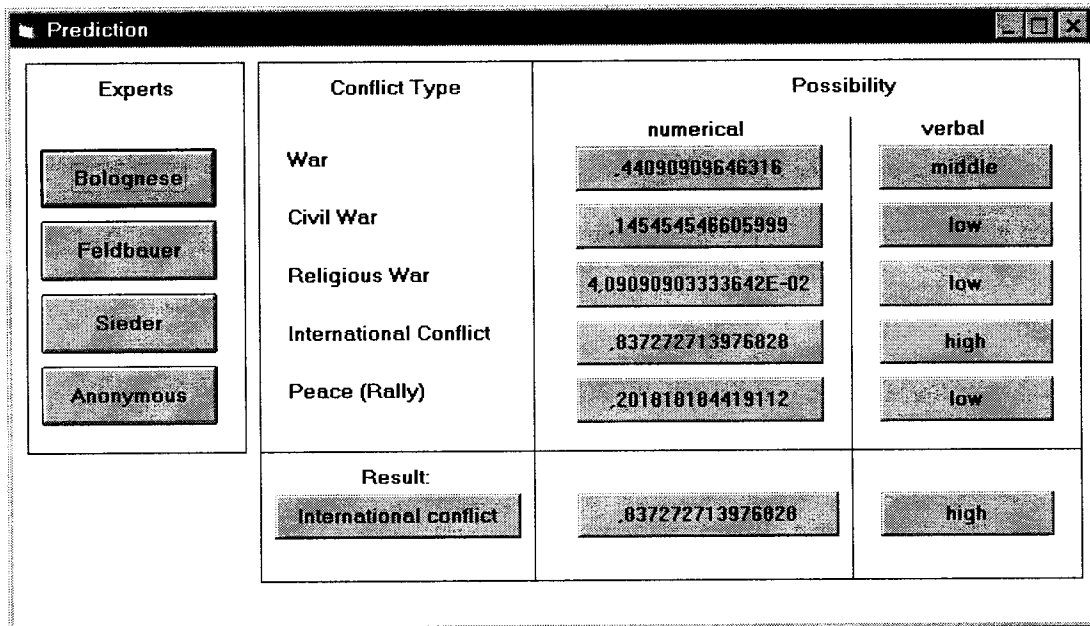 Prediction
Experts
Bolognese
Feldbauer
Sieder
Anonymous
Conflict Type
Possibility
numerical
verbal
War
.44090909646316
middle
Civil War
.145454546605999
low
Religious War
4.09090903333642E-02
low
International Conflict
.837272713976828
high
Peace (Rally)
.201818184419112
low
Result:
International conflict
.837272713976828
high